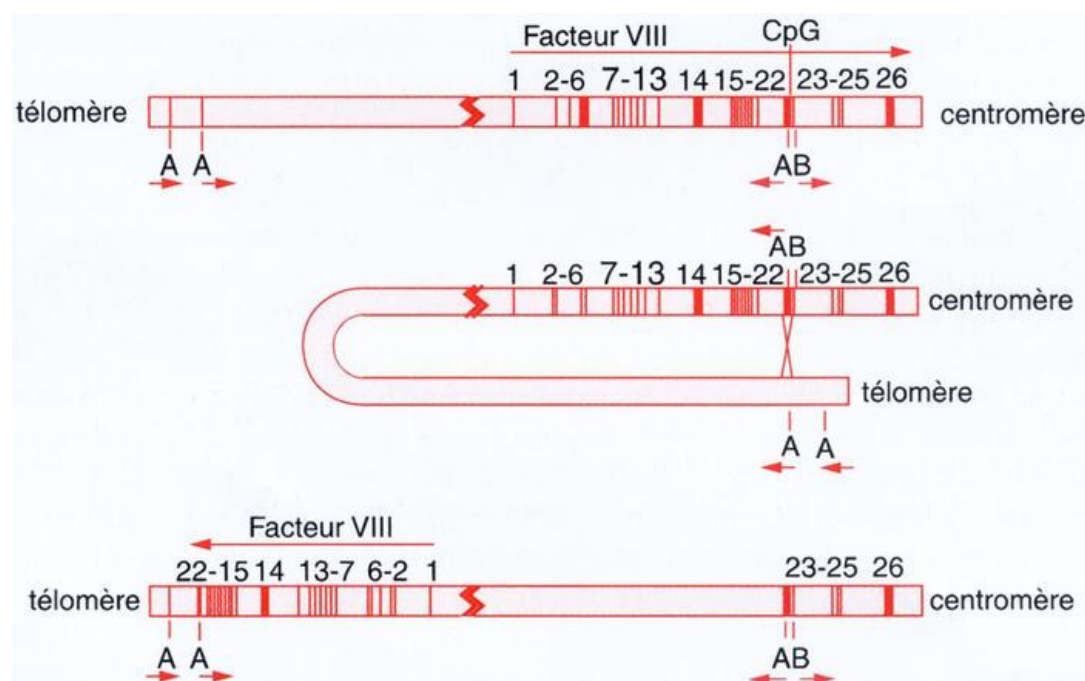 Facteur VIII CpG
1 2-6 7-13 14 15-22 23-25 26
télomère centromère
A A AB
AB
1 2-6 7-13 14 15-22 23-25 26
centromère
télomère
A A
Facteur VIII
22-15 14 13-7 6-2 1 23-25 26
télomère centromère
A A AB